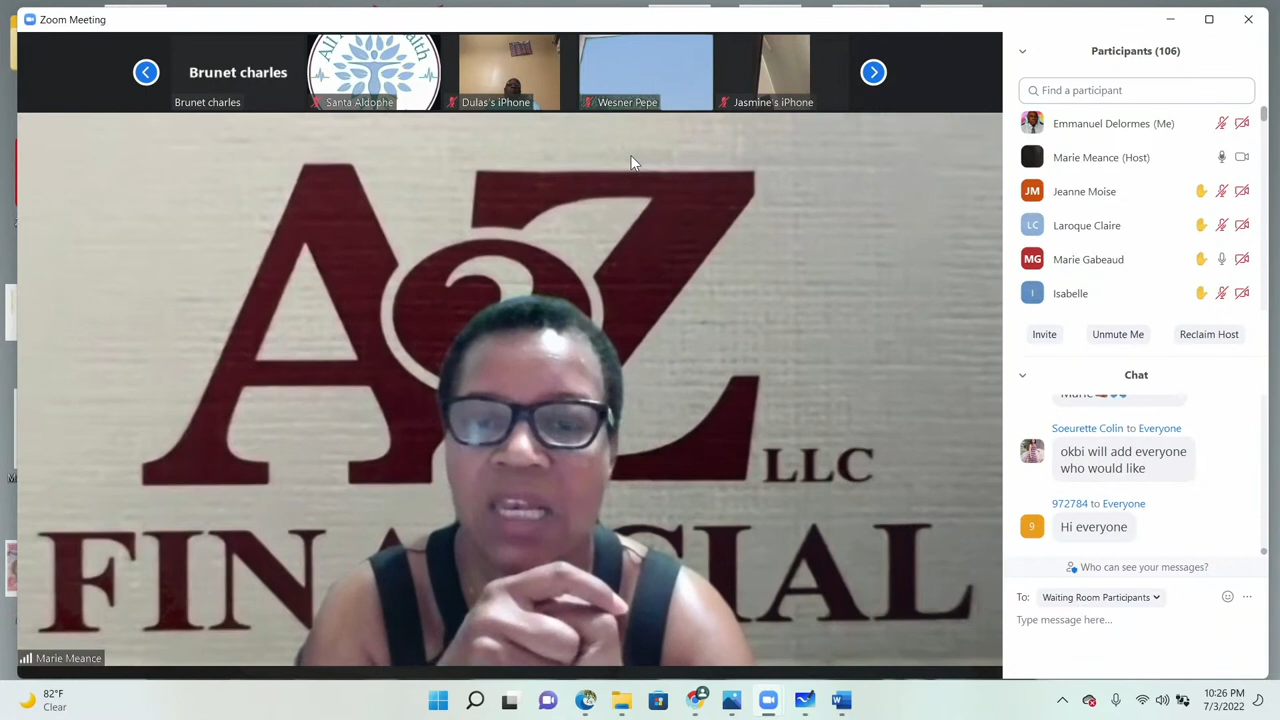 Zoom Meeting
Brunet charles
Brunet charles
Santa Aldophe
Dulas's iPhone
Wesner Pepe
Jasmine's iPhone
A Z
LLC
Marie Meance
Participants (106)
Find a participant
Emmanuel Delormes (Me)
Marie Meance (Host)
JM Jeanne Moise
LC Laroque Claire
MG Marie Gabeaud
I Isabelle
Invite Unmute Me Reclaim Host
Chat
Soeurette Colin to Everyone
okbi will add everyone
who would like
972784 to Everyone
9 Hi everyone
Who can see your messages?
To: Waiting Room Participants
Type message here...
82°F
Clear
10:26 PM
7/3/2022